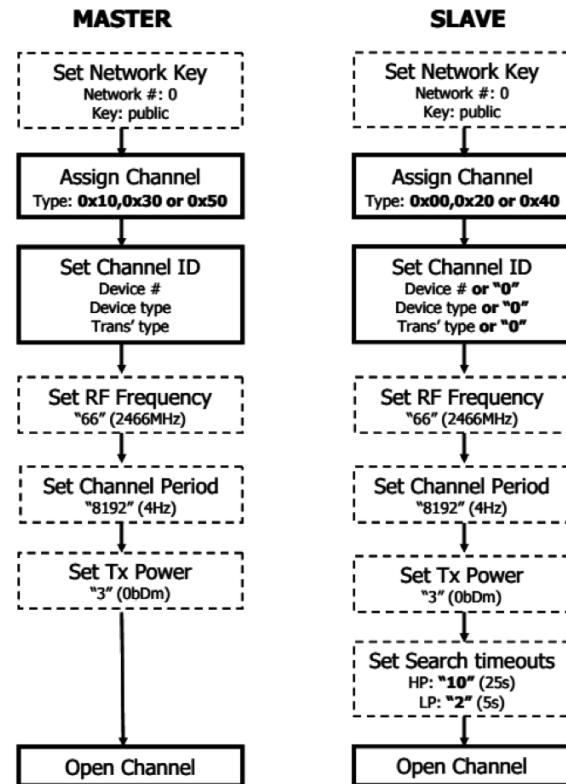 MASTER
Set Network Key
Network #: 0
Key: public
Assign Channel
Type: 0x10,0x30 or 0x50
Set Channel ID
Device #
Device type
Trans’ type
Set RF Frequency
“66” (2466MHz)
Set Channel Period
“8192” (4Hz)
Set Tx Power
“3” (0bDm)
Open Channel
SLAVE
Set Network Key
Network #: 0
Key: public
Assign Channel
Type: 0x00,0x20 or 0x40
Set Channel ID
Device # or “0”
Device type or “0”
Trans’ type or “0”
Set RF Frequency
“66” (2466MHz)
Set Channel Period
“8192” (4Hz)
Set Tx Power
“3” (0bDm)
Set Search timeouts
HP: “10” (25s)
LP: “2” (5s)
Open Channel